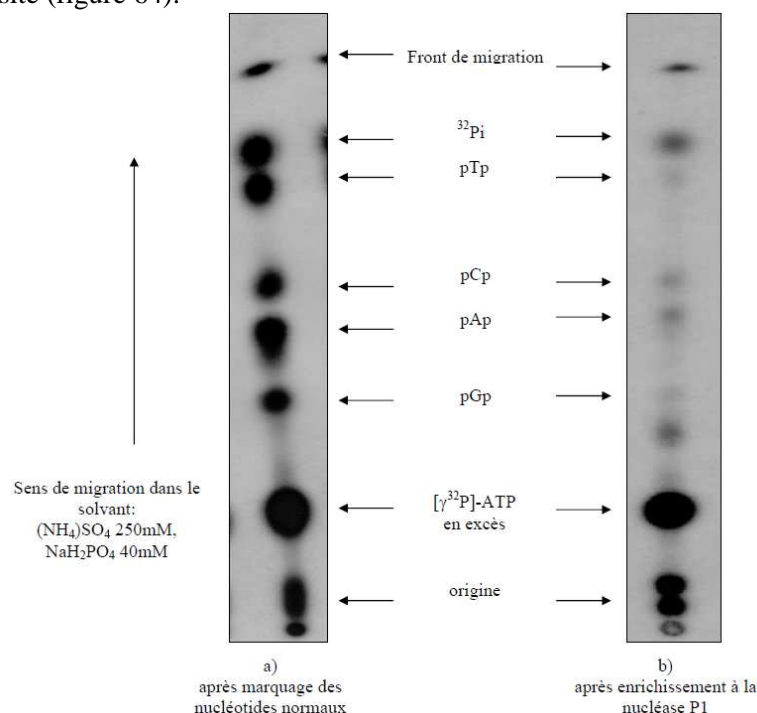 site (figure 64).
Front de migration
³²Pi
pTp
pCp
pAp
pGp
Sens de migration dans le
solvant:
(NH₄)SO₄ 250mM,
NaH₂PO₄ 40mM
[γ³²P]-ATP
en excès
origine
a)
après marquage des
nucléotides normaux
b)
après enrichissement à la
nucléase P1